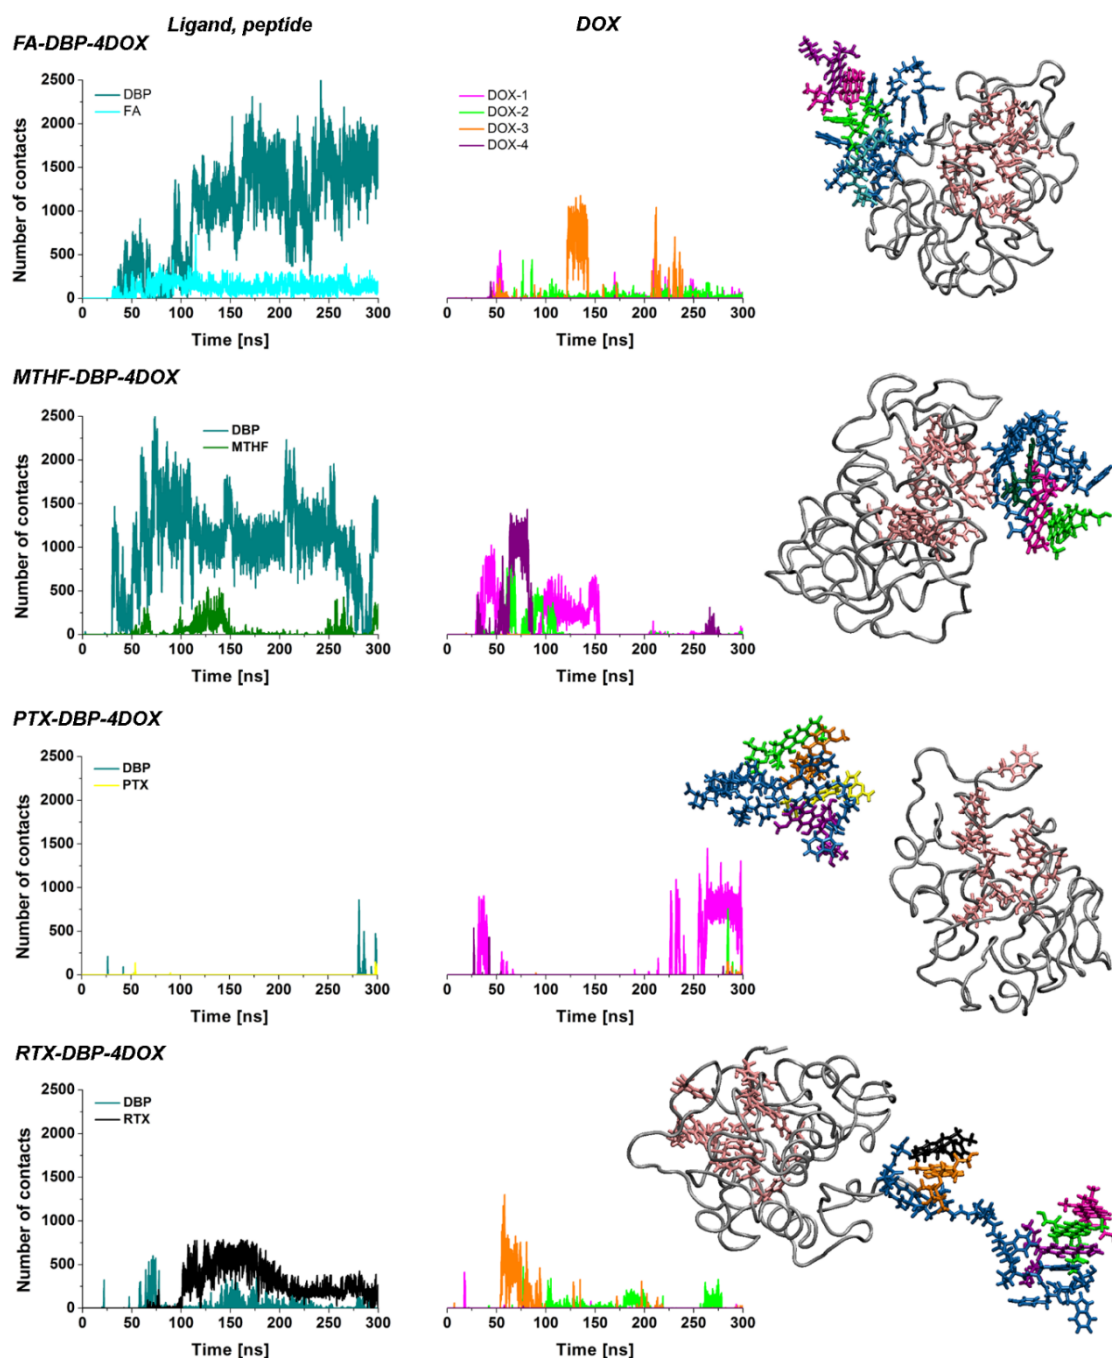 Ligand, peptide
DOX
FA-DBP-4DOX
Number of contacts
2500
2000
1500
1000
500
0
DBP
FA
0 50 100 150 200 250 300
Time [ns]
DOX-1
DOX-2
DOX-3
DOX-4
0 50 100 150 200 250 300
Time [ns]
MTHF-DBP-4DOX
Number of contacts
2500
2000
1500
1000
500
0
DBP
MTHF
0 50 100 150 200 250 300
Time [ns]
0 50 100 150 200 250 300
Time [ns]
PTX-DBP-4DOX
Number of contacts
2500
2000
1500
1000
500
0
DBP
PTX
0 50 100 150 200 250 300
Time [ns]
0 50 100 150 200 250 300
Time [ns]
RTX-DBP-4DOX
Number of contacts
2500
2000
1500
1000
500
0
DBP
RTX
0 50 100 150 200 250 300
Time [ns]
0 50 100 150 200 250 300
Time [ns]